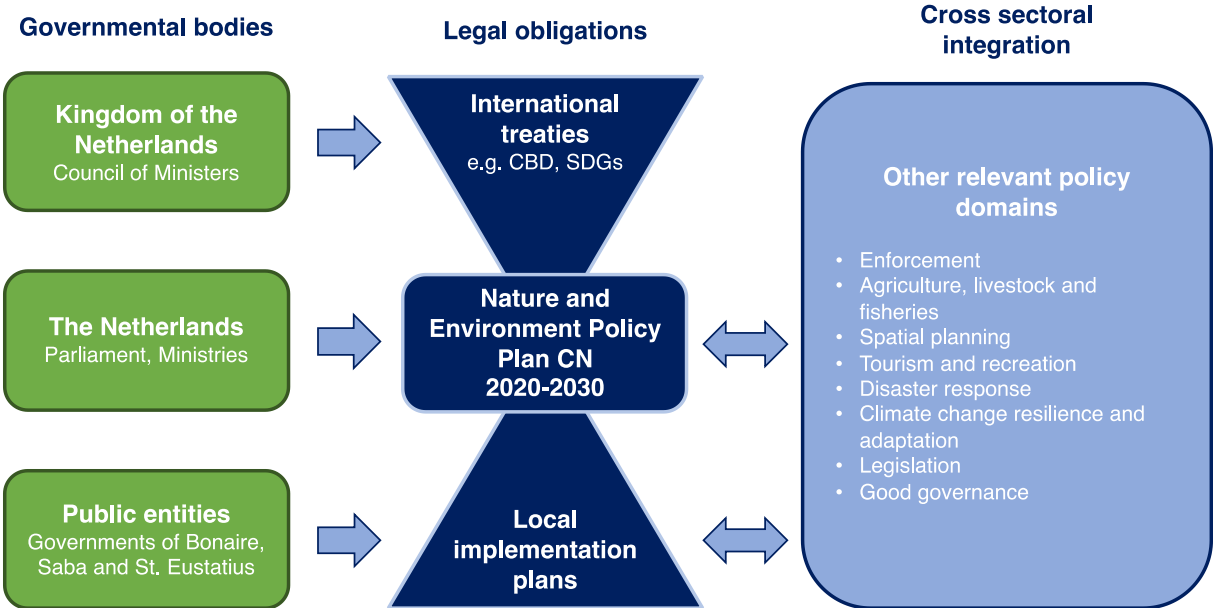 Governmental bodies
Kingdom of the
Netherlands
Council of Ministers
The Netherlands
Parliament, Ministries
Public entities
Governments of Bonaire,
Saba and St. Eustatius
Legal obligations
International
treaties
e.g. CBD, SDGs
Nature and
Environment Policy
Plan CN
2020-2030
Local
implementation
plans
Cross sectoral
integration
Other relevant policy
domains
• Enforcement
• Agriculture, livestock and
fisheries
• Spatial planning
• Tourism and recreation
• Disaster response
• Climate change resilience and
adaptation
• Legislation
• Good governance